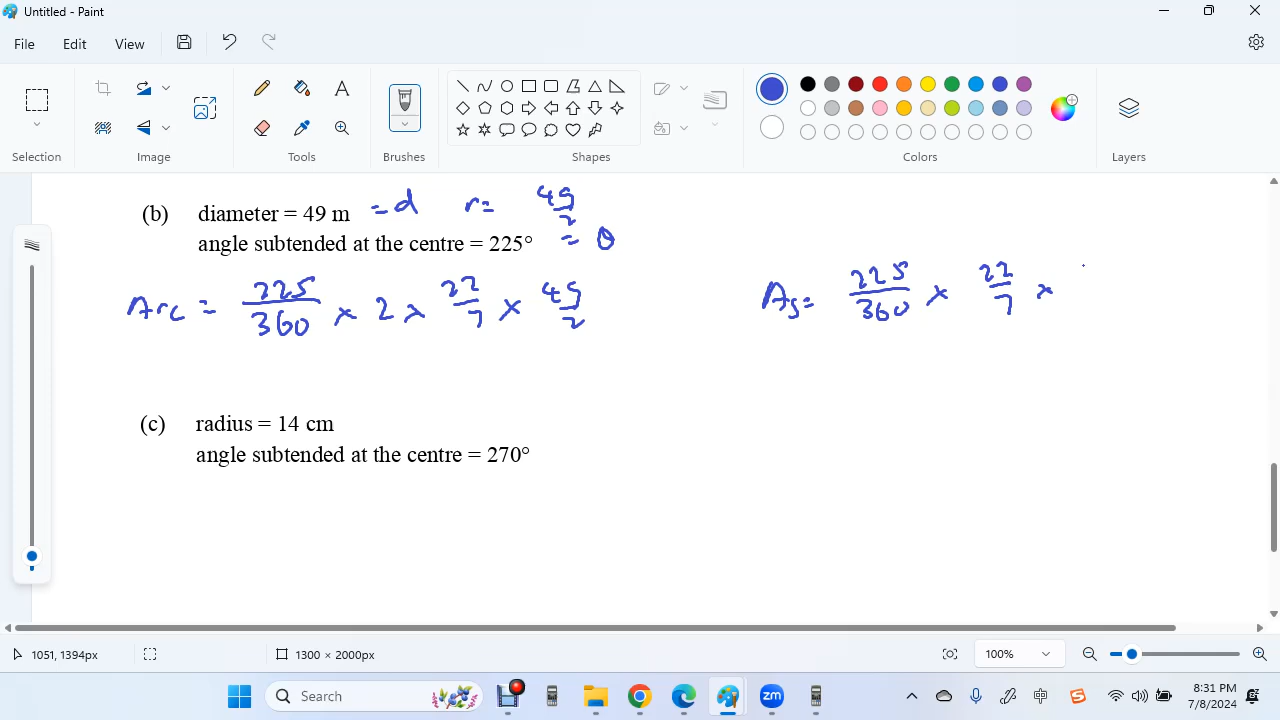 Untitled - Paint
File Edit View
Selection Image Tools Brushes Shapes Colors Layers
(b) diameter = 49 m = d r = 49/2
angle subtended at the centre = 225° = θ
Arc = 225/360 × 2 × 22/7 × 49/2
As = 225/360 × 22/7 ×
(c) radius = 14 cm
angle subtended at the centre = 270°
1051, 1394px 1300 × 2000px 100%
Search zm 中 8:31 PM
7/8/2024